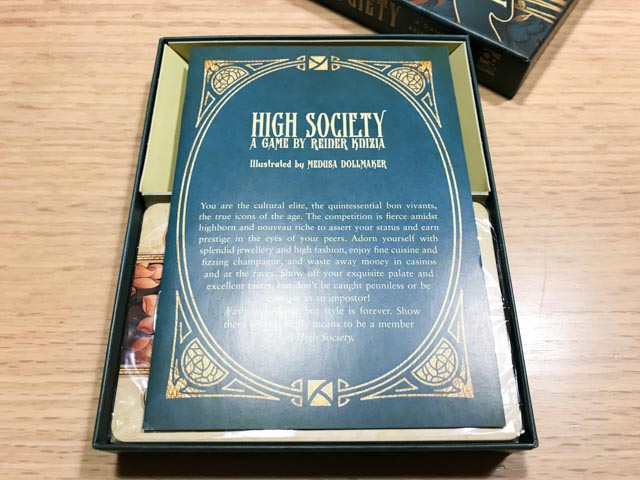 SOCIETY
HIGH SOCIETY
A GAME BY REINER KNIZIA
Illustrated by MEDUSA DOLLMAKER
You are the cultural elite, the quintessential bon vivants,
the true icons of the age. The competition is fierce amidst
highborn and nouveau riche to assert your status and earn
prestige in the eyes of your peers. Adorn yourself with
splendid jewellery and high fashion, enjoy fine cuisine and
fizzing champagne, and waste away money in casinos
and at the races. Show off your exquisite palate and
excellent tastes, but don't be caught penniless or be
out as an impostor!
but style is forever. Show
them what it really means to be a member
of High Society.